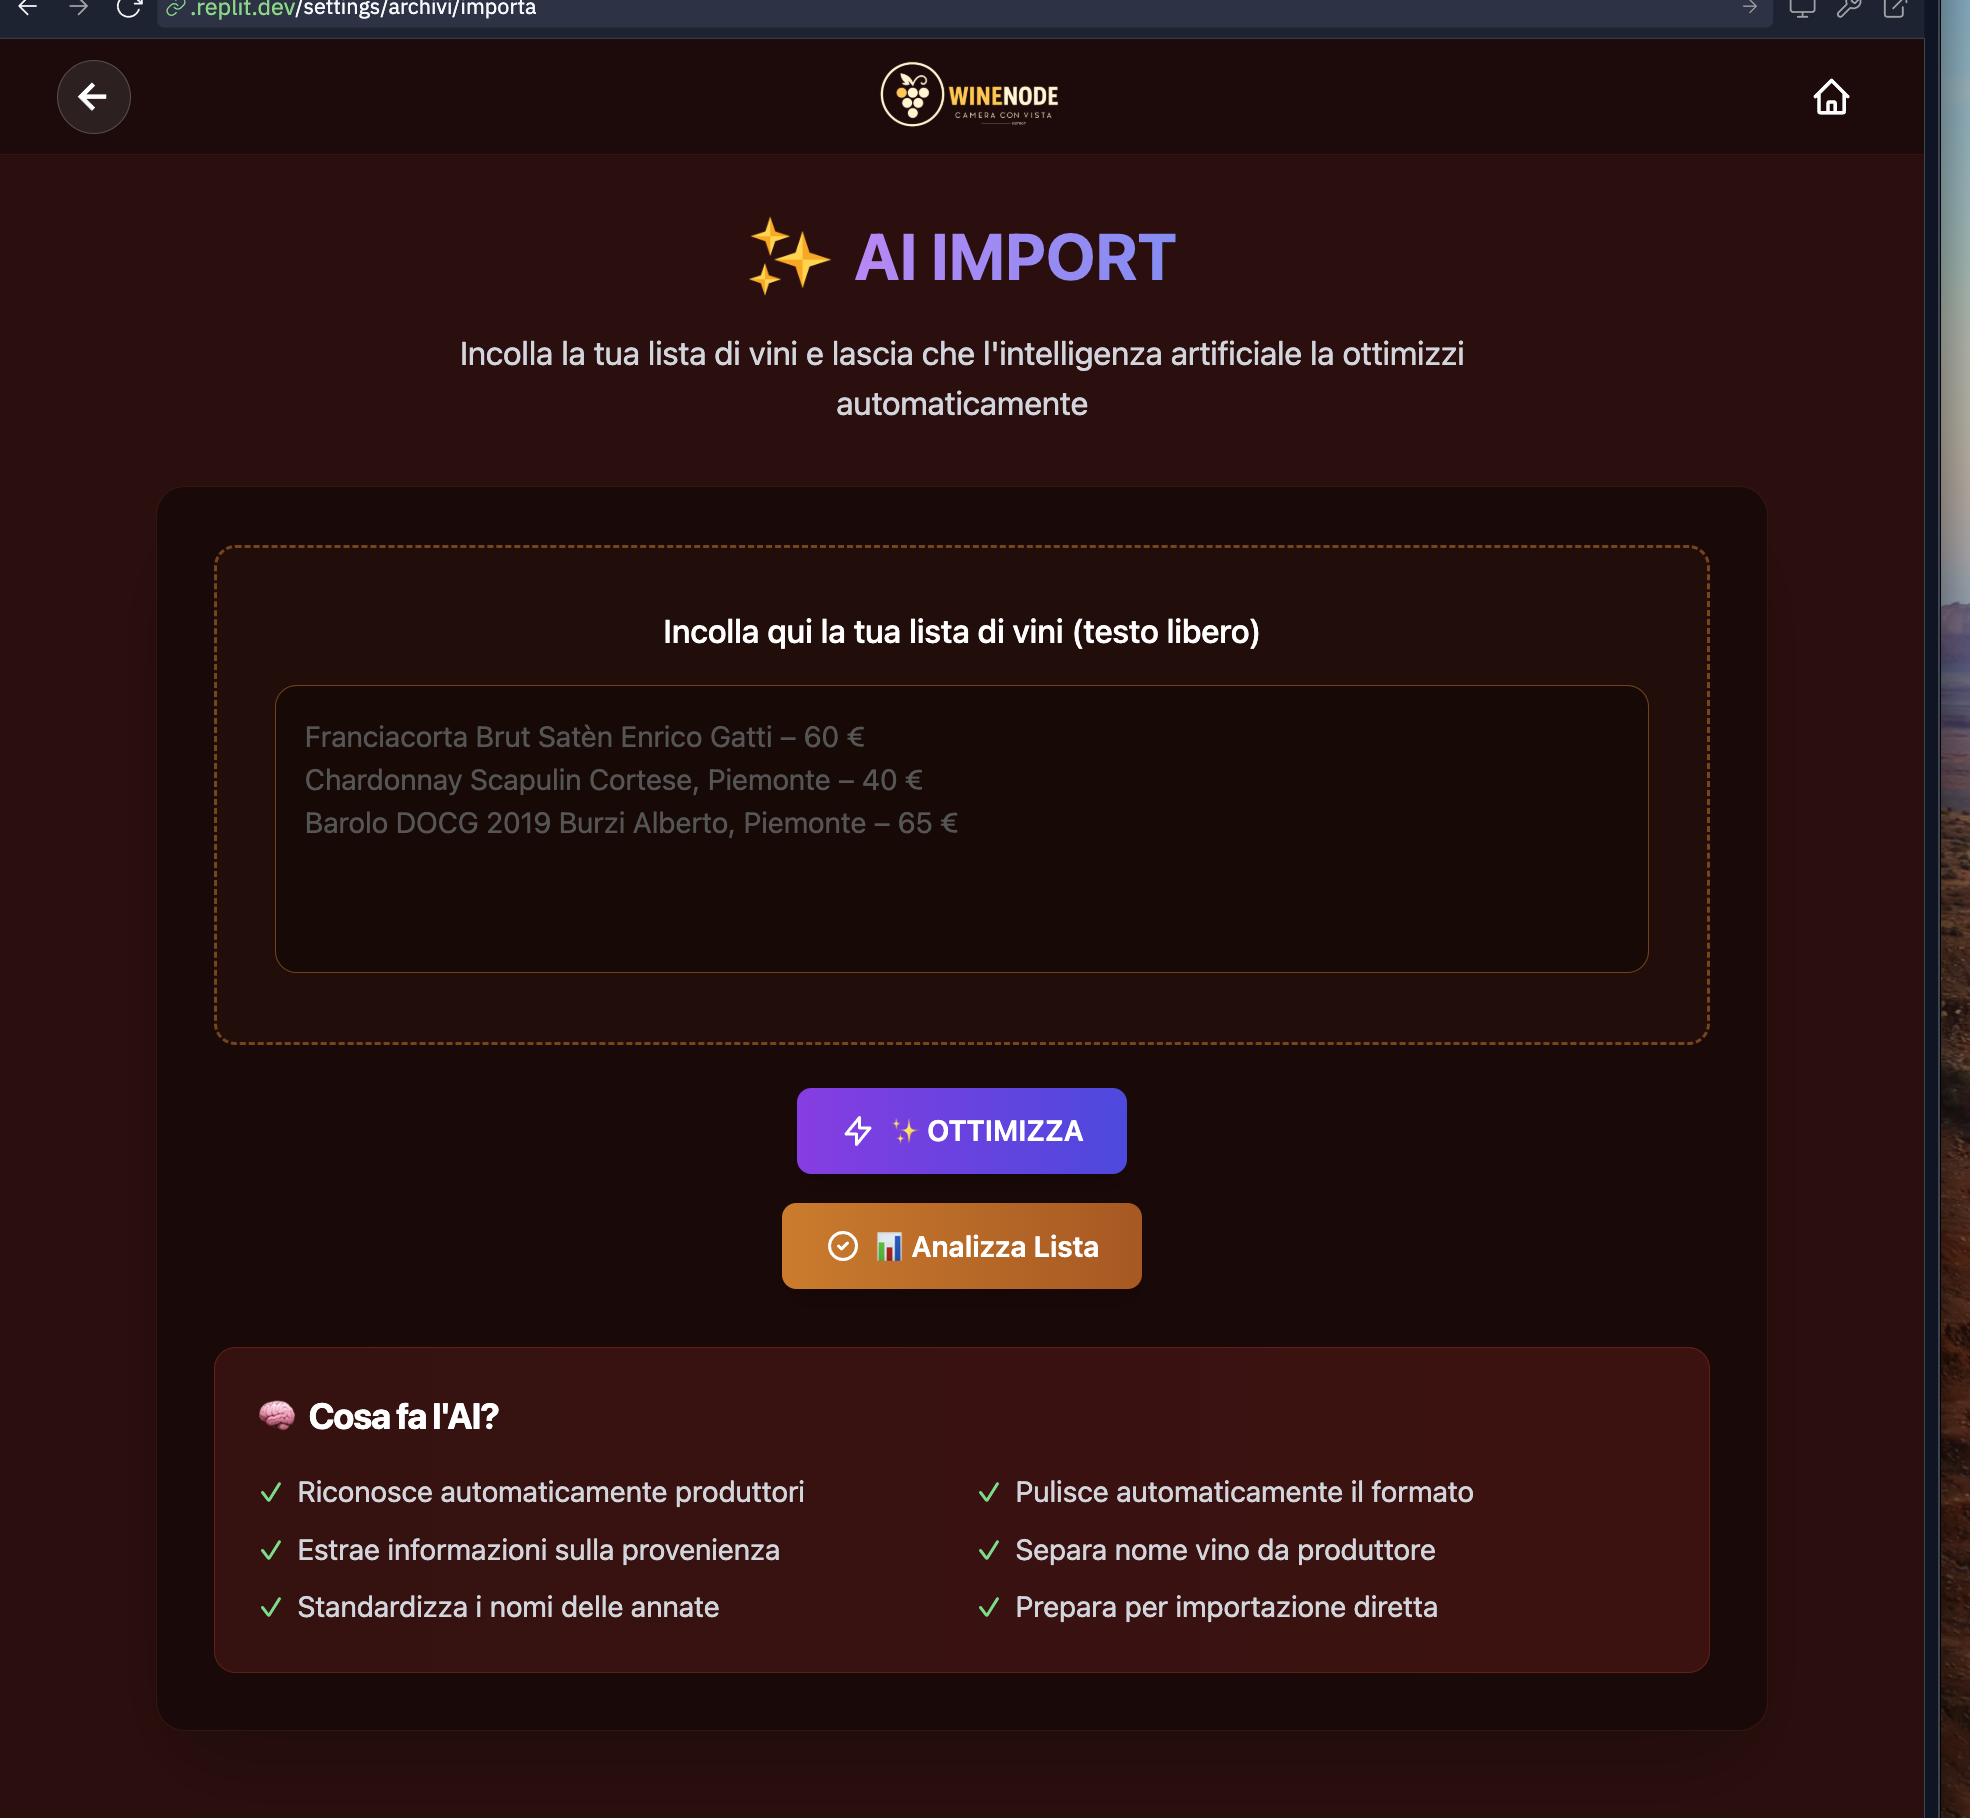 .replit.dev/settings/archivi/importa
WINENODE
CAMERA CON VISTA
✨ AI IMPORT
Incolla la tua lista di vini e lascia che l'intelligenza artificiale la ottimizzi
automaticamente
Incolla qui la tua lista di vini (testo libero)
Franciacorta Brut Satèn Enrico Gatti – 60 €
Chardonnay Scapulin Cortese, Piemonte – 40 €
Barolo DOCG 2019 Burzi Alberto, Piemonte – 65 €
✨ OTTIMIZZA
📊 Analizza Lista
🧠 Cosa fa l'AI?
✓ Riconosce automaticamente produttori
✓ Estrae informazioni sulla provenienza
✓ Standardizza i nomi delle annate
✓ Pulisce automaticamente il formato
✓ Separa nome vino da produttore
✓ Prepara per importazione diretta